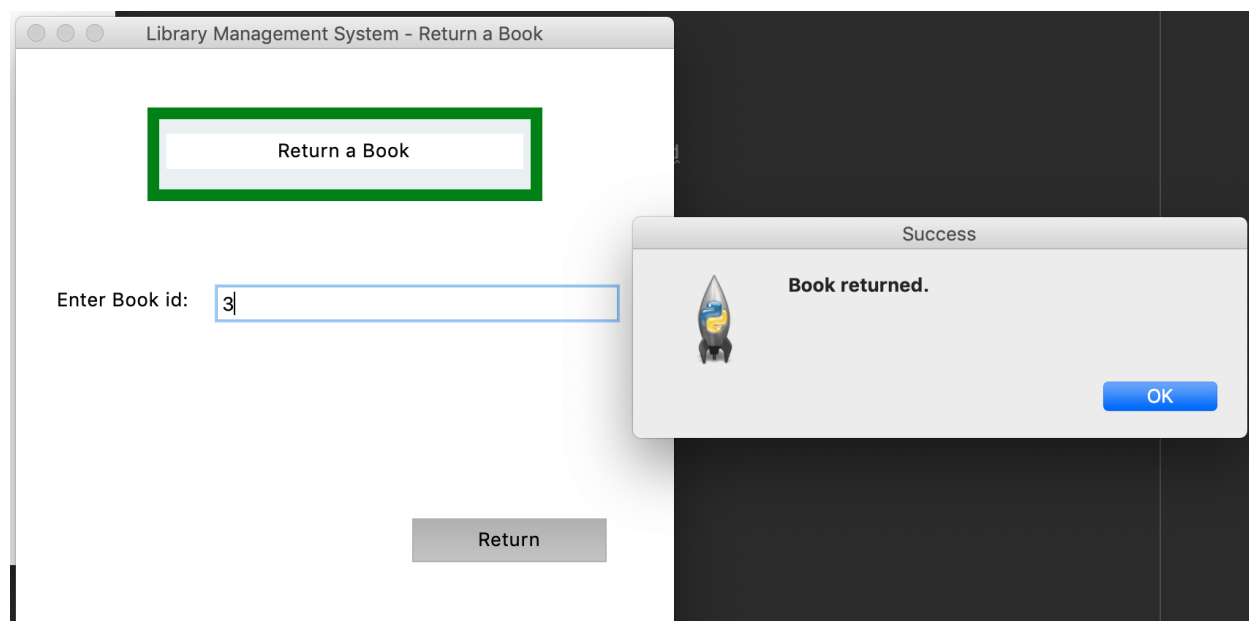 Library Management System - Return a Book
Return a Book
Success
Book returned.
Enter Book id: 3
OK
Return